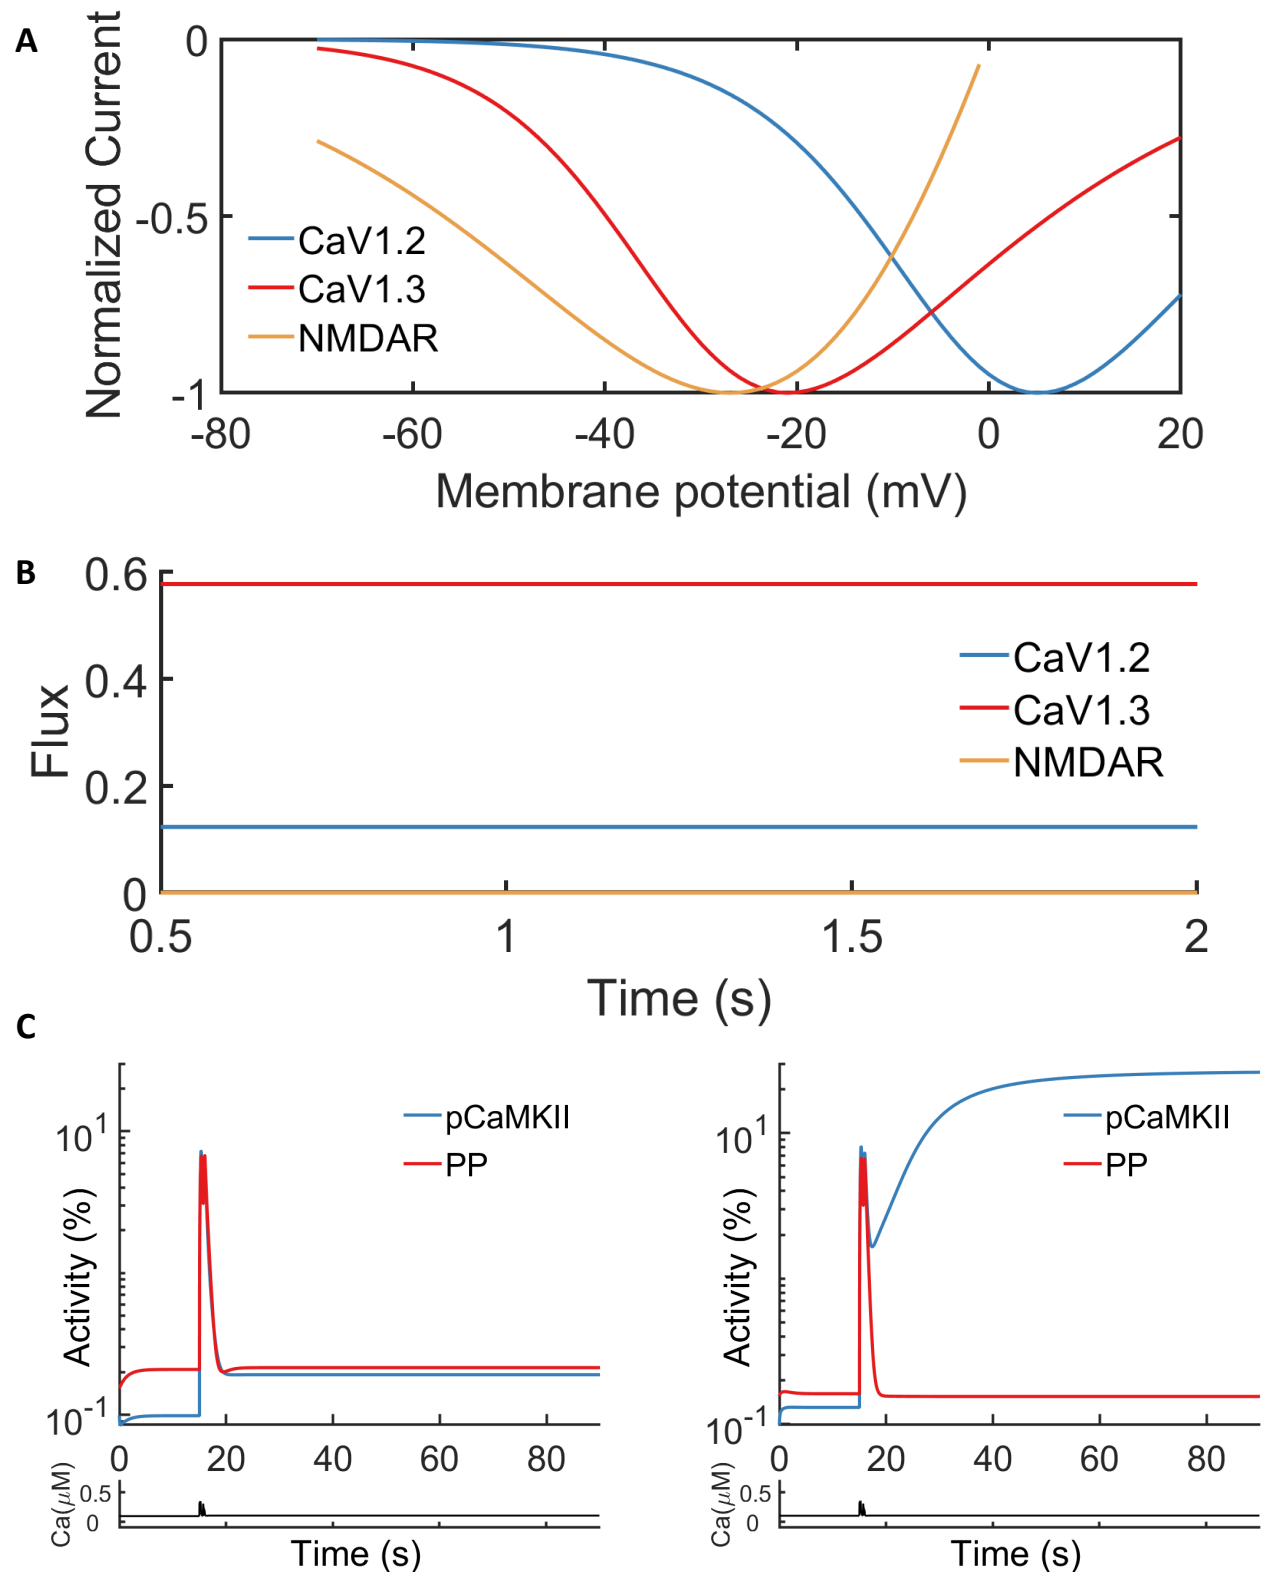 A
Normalized Current
0
-0.5
-1
CaV1.2
CaV1.3
NMDAR
-80 -60 -40 -20 0 20
Membrane potential (mV)
B
Flux
0.6
0.4
0.2
0
CaV1.2
CaV1.3
NMDAR
0.5 1 1.5 2
Time (s)
C
Activity (%)
10^1
10^-1
pCaMKII
PP
0 20 40 60 80
Ca(μM)
0.5
0
Time (s)
Activity (%)
10^1
10^-1
pCaMKII
PP
0 20 40 60 80
Ca(μM)
0.5
0
Time (s)